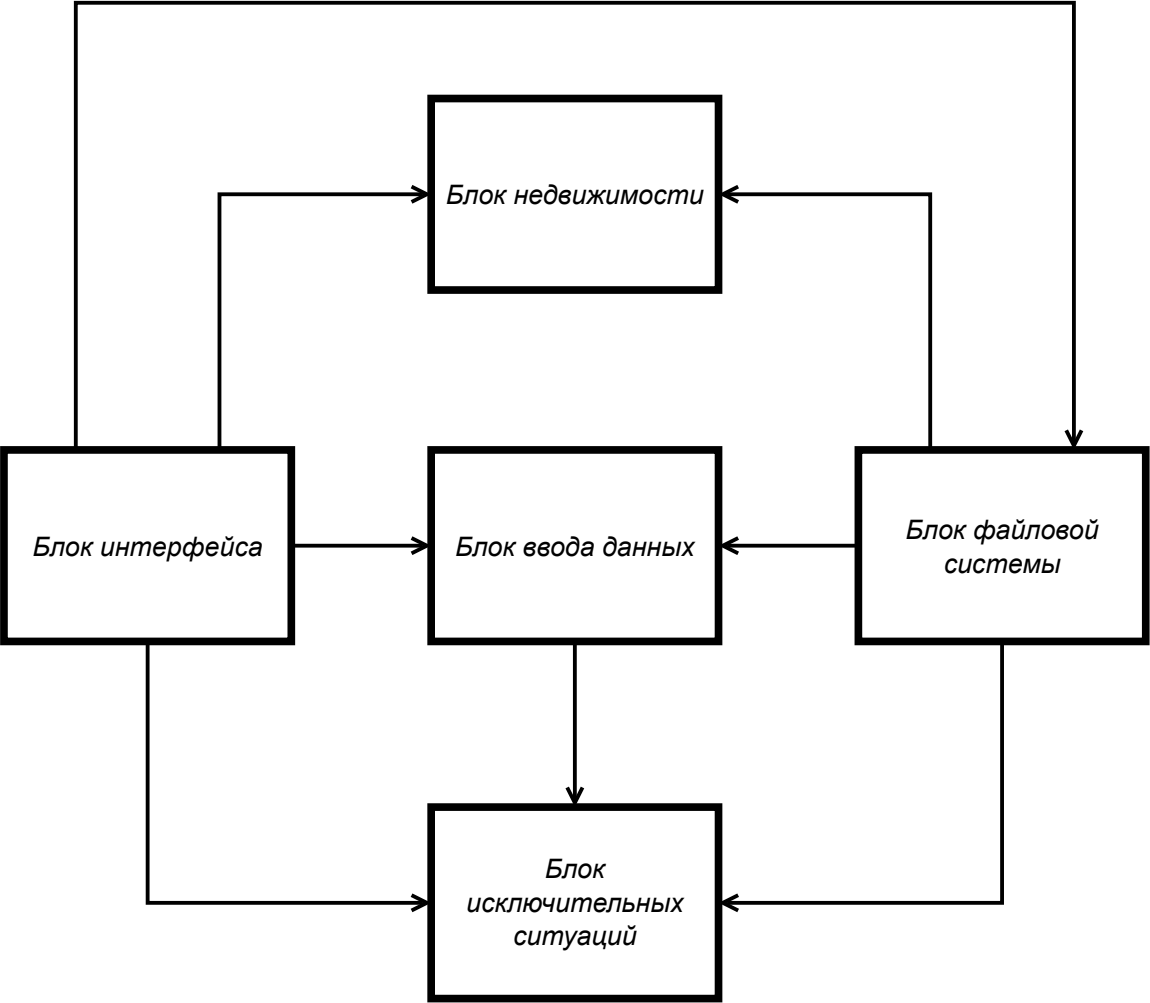 Блок недвижимости
Блок интерфейса
Блок ввода данных
Блок файловой
системы
Блок
исключительных
ситуаций